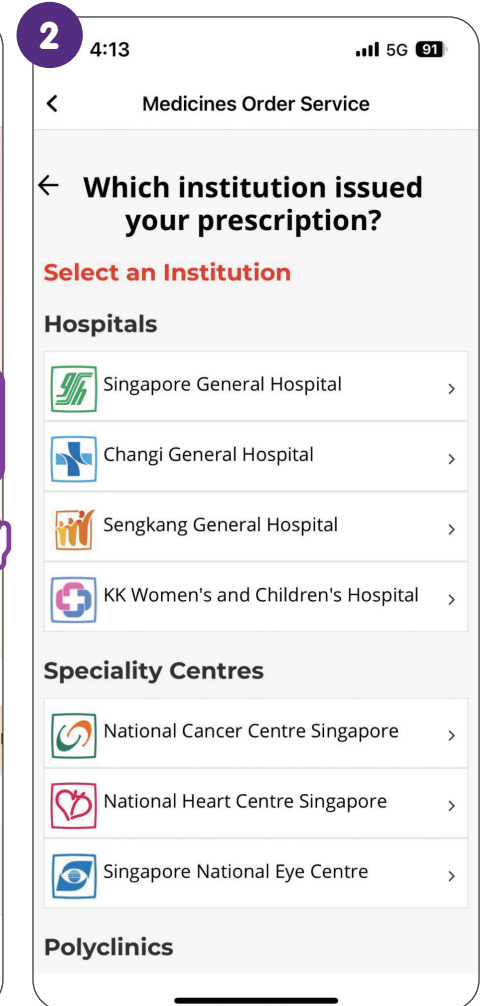 2
4:13
5G 91
Medicines Order Service
Which institution issued
your prescription?
Select an Institution
Hospitals
Singapore General Hospital
Changi General Hospital
Sengkang General Hospital
KK Women's and Children's Hospital
Speciality Centres
National Cancer Centre Singapore
National Heart Centre Singapore
Singapore National Eye Centre
Polyclinics